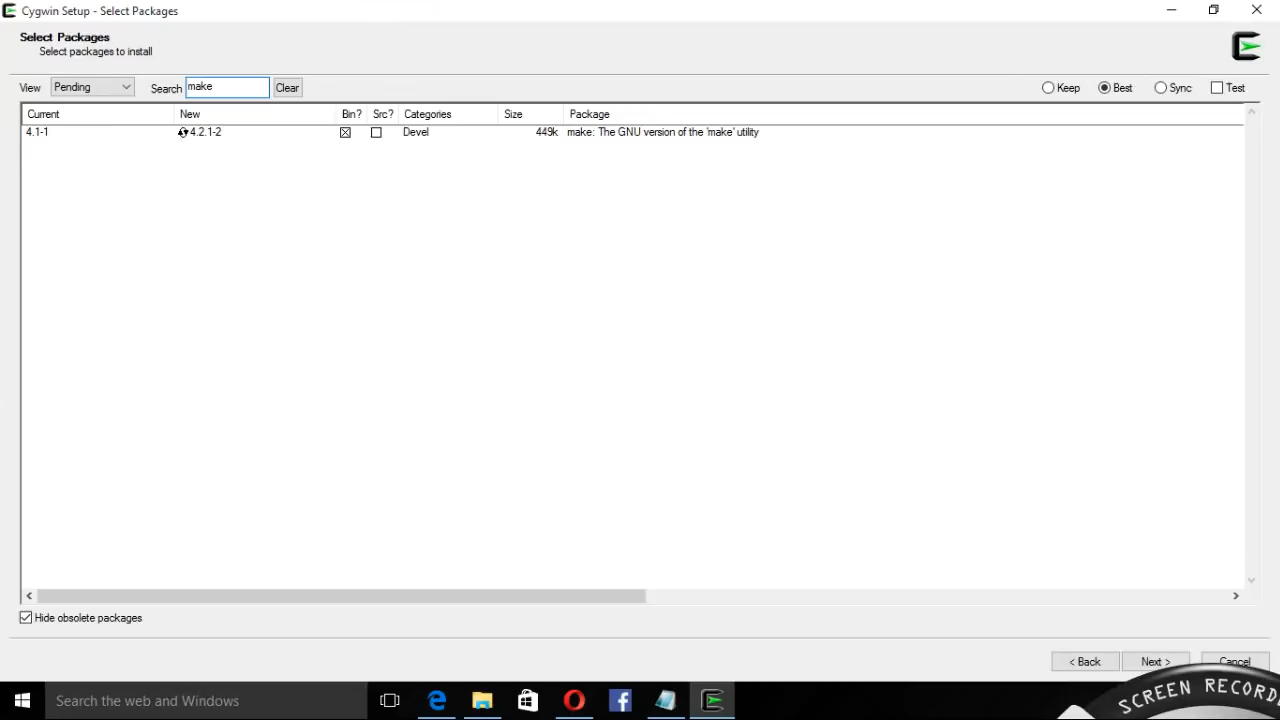 Cygwin Setup - Select Packages
Select Packages
Select packages to install
View Pending Search make Clear Keep Best Sync Test
Current New Bin? Src? Categories Size Package
4.1-1 4.2.1-2 Devel 449k make: The GNU version of the 'make' utility
Hide obsolete packages
< Back Next > Cancel
Search the web and Windows
SCREEN RECORD